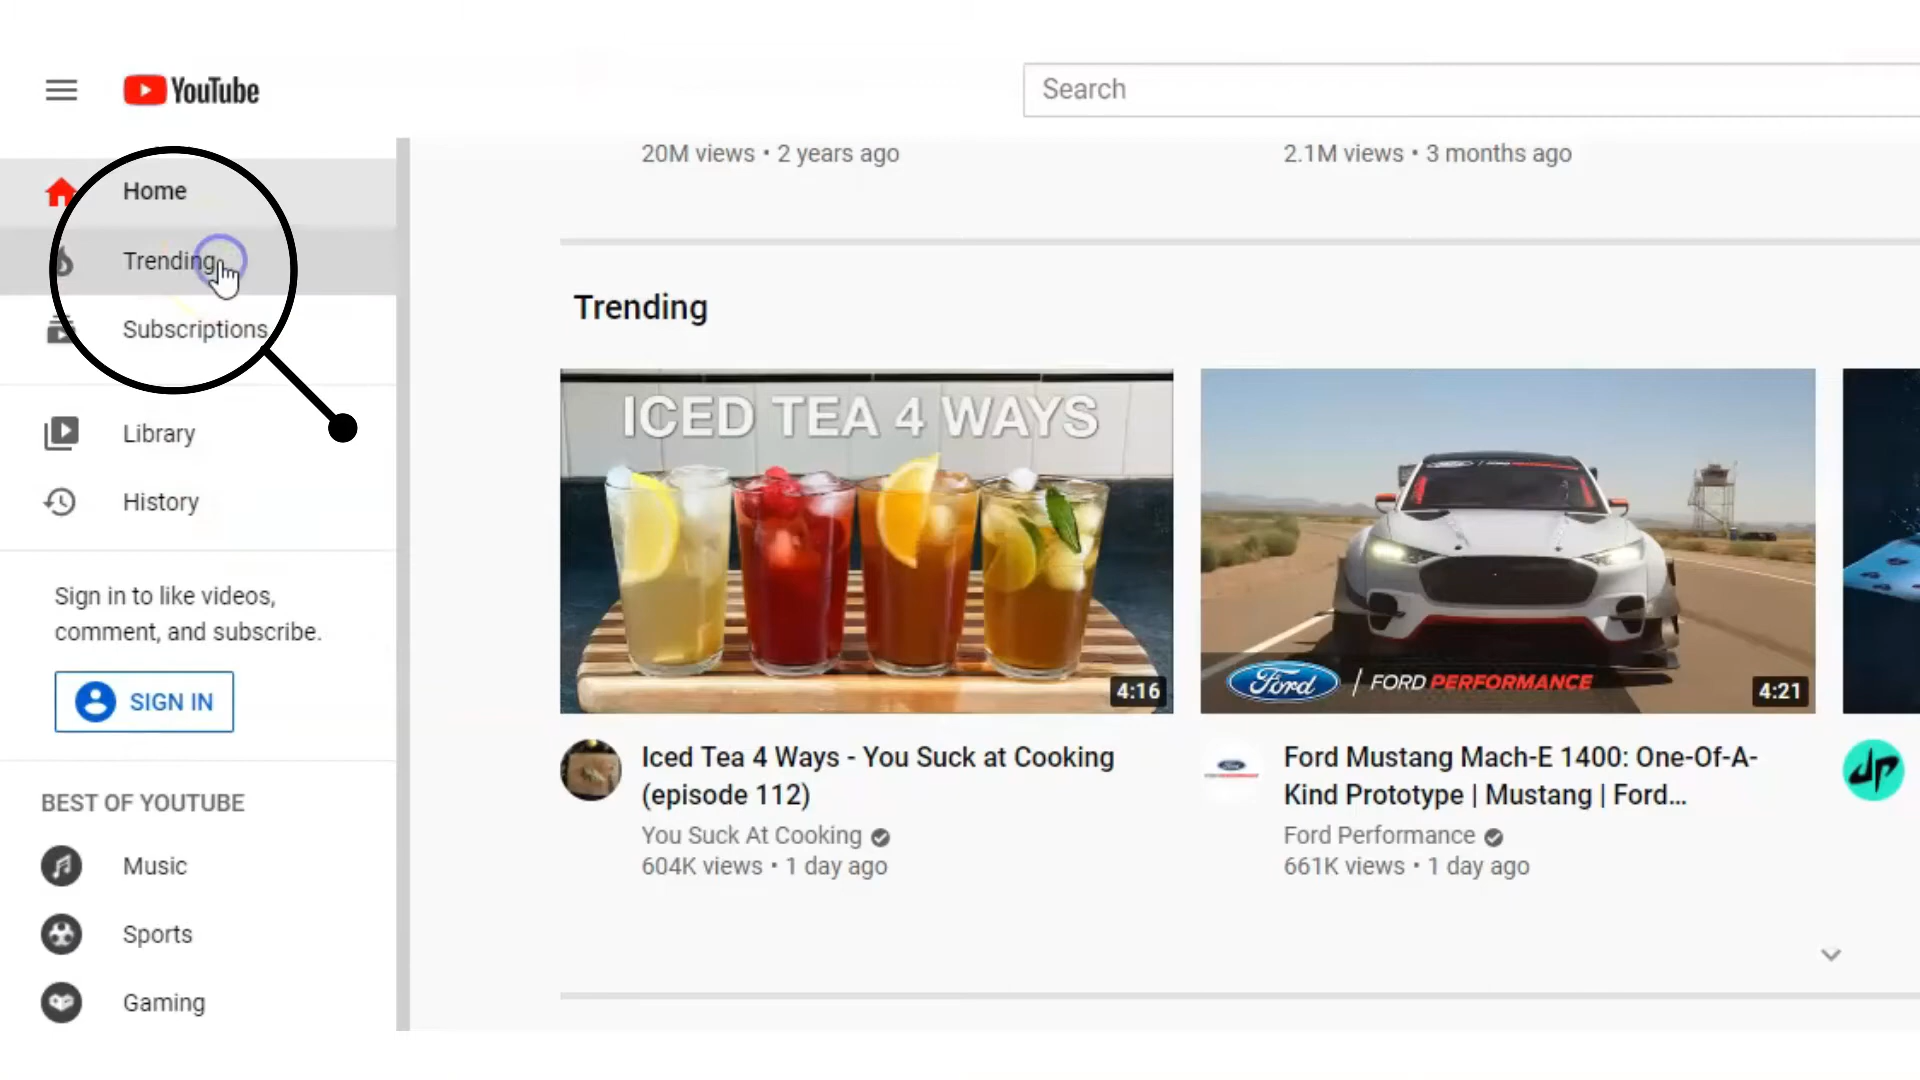 YouTube
Search
Home
Trending
Subscriptions
Library
History
Sign in to like videos,
comment, and subscribe.
SIGN IN
BEST OF YOUTUBE
Music
Sports
Gaming
20M views • 2 years ago
2.1M views • 3 months ago
Trending
ICED TEA 4 WAYS
4:16
Iced Tea 4 Ways - You Suck at Cooking
(episode 112)
You Suck At Cooking
604K views • 1 day ago
Ford
FORD PERFORMANCE
4:21
Ford Mustang Mach-E 1400: One-Of-A-
Kind Prototype | Mustang | Ford...
Ford Performance
661K views • 1 day ago
dp